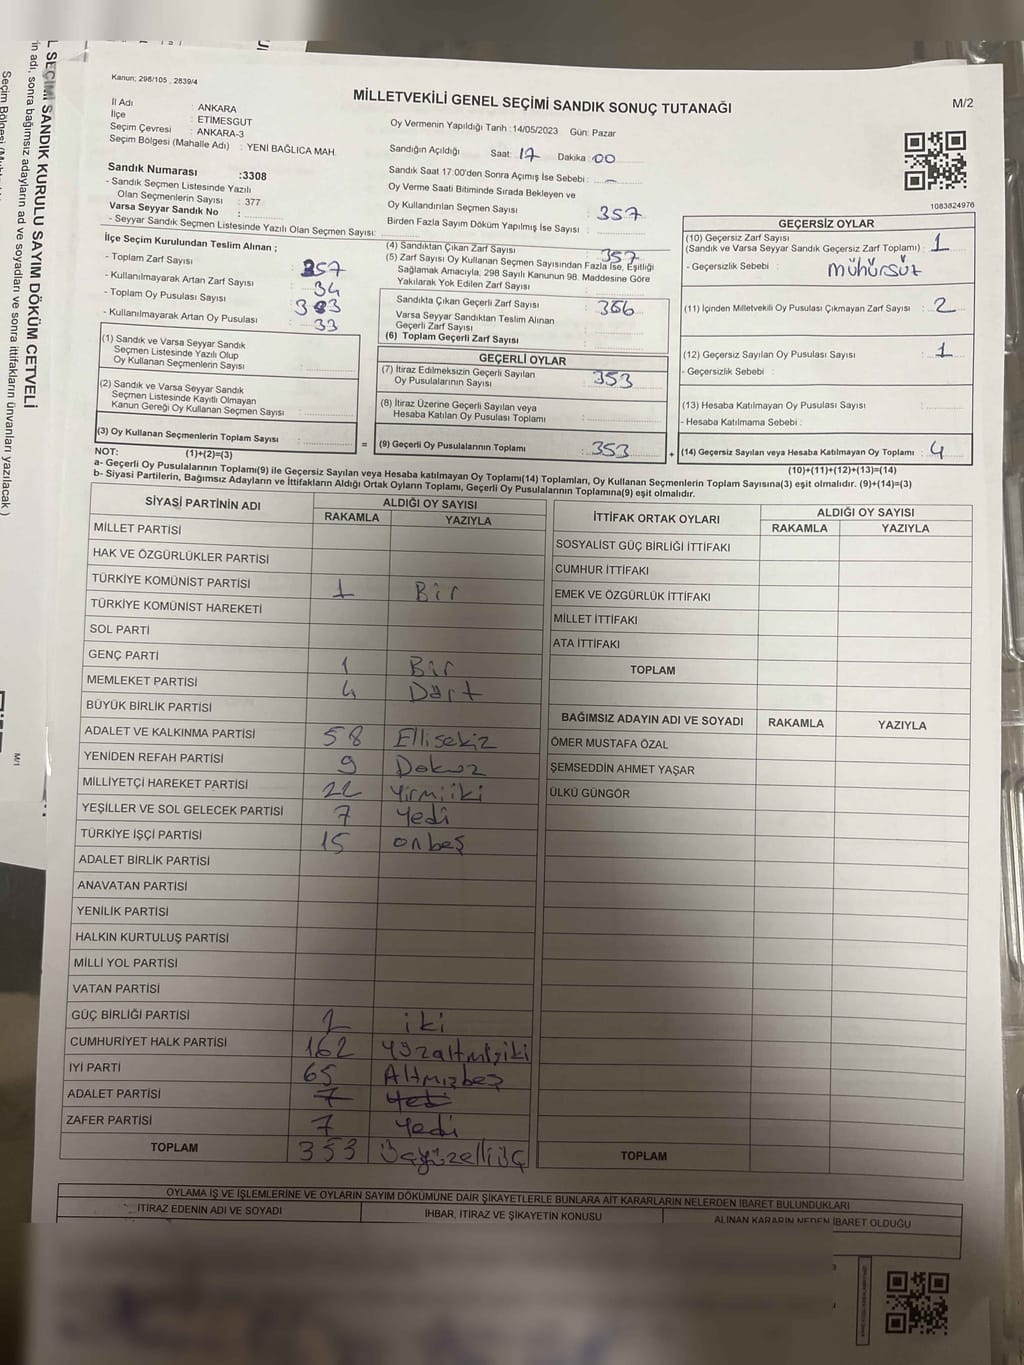 L SEÇİMİ SANDIK KURULU SAYIM DÖKÜM CETVELİ
in adı, sonra bağımsız adayların ad ve soyadları ve sonra ittifakların ünvanları yazılacak )
M/1
Kanun; 298/105 , 2839/4
MİLLETVEKİLİ GENEL SEÇİMİ SANDIK SONUÇ TUTANAĞI
M/2
İl Adı : ANKARA
İlçe : ETİMESGUT
Seçim Çevresi : ANKARA-3
Seçim Bölgesi (Mahalle Adı) : YENİ BAĞLICA MAH.
Sandık Numarası :3308
- Sandık Seçmen Listesinde Yazılı
Olan Seçmenlerin Sayısı : 377
Varsa Seyyar Sandık No :
- Seyyar Sandık Seçmen Listesinde Yazılı Olan Seçmen Sayısı:
Oy Vermenin Yapıldığı Tarih :14/05/2023 Gün: Pazar
Sandığın Açıldığı Saat: 17 Dakika :00
Sandık Saat 17:00'den Sonra Açımış İse Sebebi : –
Oy Verme Saati Bitiminde Sırada Bekleyen ve
Oy Kullandırılan Seçmen Sayısı : 357
Birden Fazla Sayım Döküm Yapılmış İse Sayısı :
1083824976
İlçe Seçim Kurulundan Teslim Alınan ;
- Toplam Zarf Sayısı : 357
- Kullanılmayarak Artan Zarf Sayısı : 34
- Toplam Oy Pusulası Sayısı :
- Kullanılmayarak Artan Oy Pusulası : 33
(1) Sandık ve Varsa Seyyar Sandık
Seçmen Listesinde Yazılı Olup
Oy Kullanan Seçmenlerin Sayısı :
(2) Sandık ve Varsa Seyyar Sandık
Seçmen Listesinde Kayıtlı Olmayan
Kanun Gereği Oy Kullanan Seçmen Sayısı :
(3) Oy Kullanan Seçmenlerin Toplam Sayısı :
(1)+(2)=(3)
(4) Sandıktan Çıkan Zarf Sayısı : 357
(5) Zarf Sayısı Oy Kullanan Seçmen Sayısından Fazla İse, Eşitliği
Sağlamak Amacıyla, 298 Sayılı Kanunun 98. Maddesine Göre
Yakılarak Yok Edilen Zarf Sayısı :
Sandıkta Çıkan Geçerli Zarf Sayısı : 356
Varsa Seyyar Sandıktan Teslim Alınan
Geçerli Zarf Sayısı :
(6) Toplam Geçerli Zarf Sayısı :
GEÇERLİ OYLAR
(7) İtiraz Edilmeksizin Geçerli Sayılan
Oy Pusulalarının Sayısı : 353
(8) İtiraz Üzerine Geçerli Sayılan veya
Hesaba Katılan Oy Pusulası Toplamı :
= (9) Geçerli Oy Pusulalarının Toplamı : 353
GEÇERSİZ OYLAR
(10) Geçersiz Zarf Sayısı
(Sandık ve Varsa Seyyar Sandık Geçersiz Zarf Toplamı) : 1
- Geçersizlik Sebebi : mühürsüz
(11) İçinden Milletvekili Oy Pusulası Çıkmayan Zarf Sayısı : 2
(12) Geçersiz Sayılan Oy Pusulası Sayısı : 1
- Geçersizlik Sebebi :
(13) Hesaba Katılmayan Oy Pusulası Sayısı :
- Hesaba Katılmama Sebebi :
+ (14) Geçersiz Sayılan veya Hesaba Katılmayan Oy Toplamı : 4
(10)+(11)+(12)+(13)=(14)
NOT:
a- Geçerli Oy Pusulalarının Toplamı(9) ile Geçersiz Sayılan veya Hesaba katılmayan Oy Toplamı(14) Toplamları, Oy Kullanan Seçmenlerin Toplam Sayısına(3) eşit olmalıdır. (9)+(14)=(3)
b- Siyasi Partilerin, Bağımsız Adayların ve İttifakların Aldığı Ortak Oyların Toplamı, Geçerli Oy Pusulalarının Toplamına(9) eşit olmalıdır.
SİYASİ PARTİNİN ADI ALDIĞI OY SAYISI
RAKAMLA YAZIYLA
MİLLET PARTİSİ
HAK VE ÖZGÜRLÜKLER PARTİSİ
TÜRKİYE KOMÜNİST PARTİSİ 1 Bir
TÜRKİYE KOMÜNİST HAREKETİ
SOL PARTİ
GENÇ PARTİ 1 Bir
MEMLEKET PARTİSİ 4 Dört
BÜYÜK BİRLİK PARTİSİ
ADALET VE KALKINMA PARTİSİ 58 Ellisekiz
YENİDEN REFAH PARTİSİ 9 Dokuz
MİLLİYETÇİ HAREKET PARTİSİ 22 Yirmiiki
YEŞİLLER VE SOL GELECEK PARTİSİ 7 Yedi
TÜRKİYE İŞÇİ PARTİSİ 15 onbeş
ADALET BİRLİK PARTİSİ
ANAVATAN PARTİSİ
YENİLİK PARTİSİ
HALKIN KURTULUŞ PARTİSİ
MİLLİ YOL PARTİSİ
VATAN PARTİSİ
GÜÇ BİRLİĞİ PARTİSİ 2 iki
CUMHURİYET HALK PARTİSİ 162 yüzaltmışiki
İYİ PARTİ 65 Altmışbeş
ADALET PARTİSİ 7 Yedi
ZAFER PARTİSİ 7 Yedi
TOPLAM 353 üçyüzelliüç
İTTİFAK ORTAK OYLARI ALDIĞI OY SAYISI
RAKAMLA YAZIYLA
SOSYALİST GÜÇ BİRLİĞİ İTTİFAKI
CUMHUR İTTİFAKI
EMEK VE ÖZGÜRLÜK İTTİFAKI
MİLLET İTTİFAKI
ATA İTTİFAKI
TOPLAM
BAĞIMSIZ ADAYIN ADI VE SOYADI RAKAMLA YAZIYLA
ÖMER MUSTAFA ÖZAL
ŞEMSEDDİN AHMET YAŞAR
ÜLKÜ GÜNGÖR
TOPLAM
OYLAMA İŞ VE İŞLEMLERİNE VE OYLARIN SAYIM DÖKÜMÜNE DAİR ŞİKAYETLERLE BUNLARA AİT KARARLARIN NELERDEN İBARET BULUNDUKLARI
İTİRAZ EDENİN ADI VE SOYADI İHBAR, İTİRAZ VE ŞİKAYETİN KONUSU ALINAN KARARIN NEDEN İBARET OLDUĞU